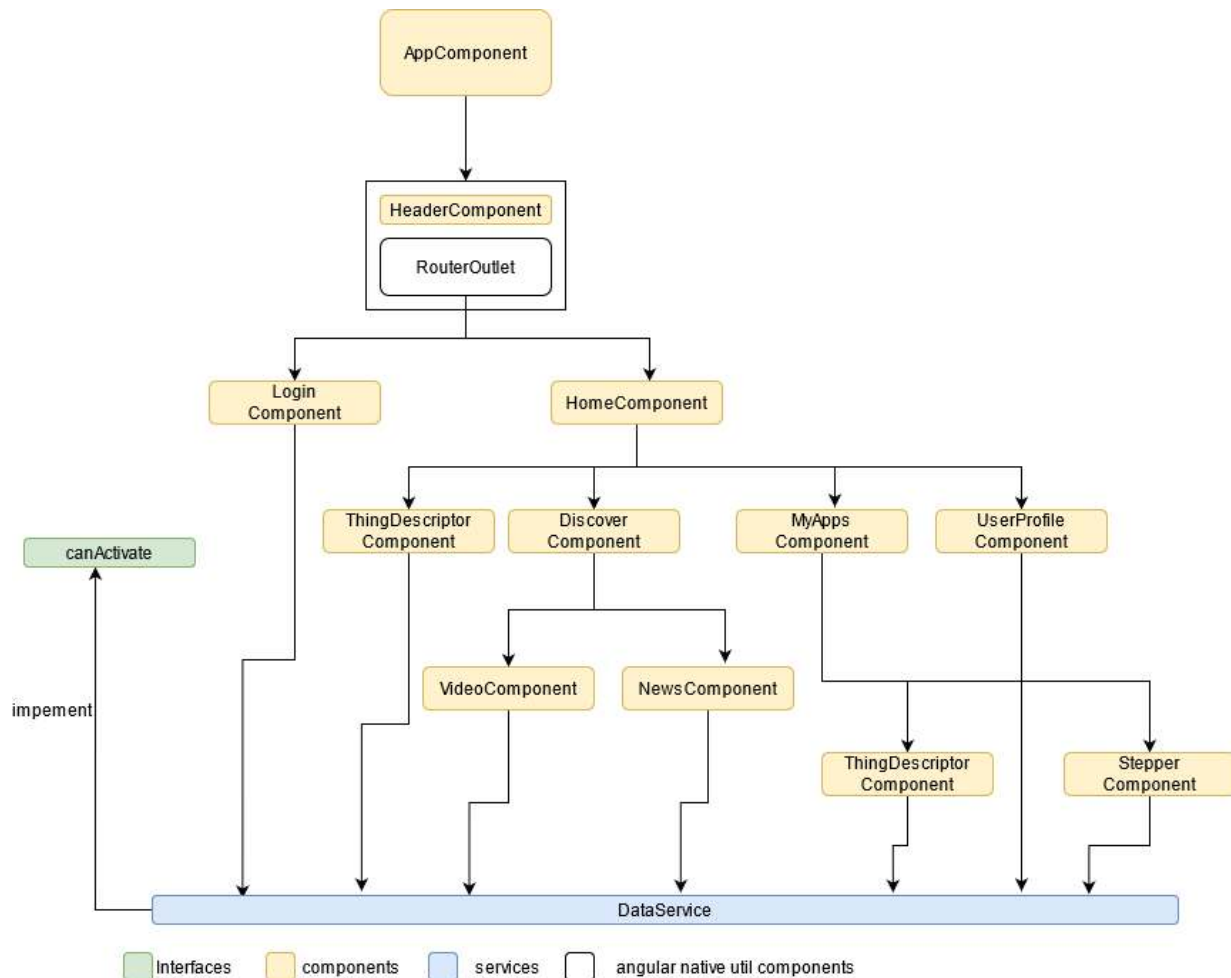 AppComponent
HeaderComponent
RouterOutlet
Login
Component
HomeComponent
ThingDescriptor
Component
Discover
Component
MyApps
Component
UserProfile
Component
canActivate
VideoComponent
NewsComponent
impement
ThingDescriptor
Component
Stepper
Component
DataService
Interfaces
components
services
angular native util components